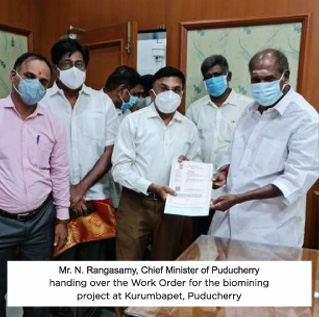 Mr. N. Rangasamy, Chief Minister of Puducherry
handing over the Work Order for the biomining
project at Kurumbapet, Puducherry